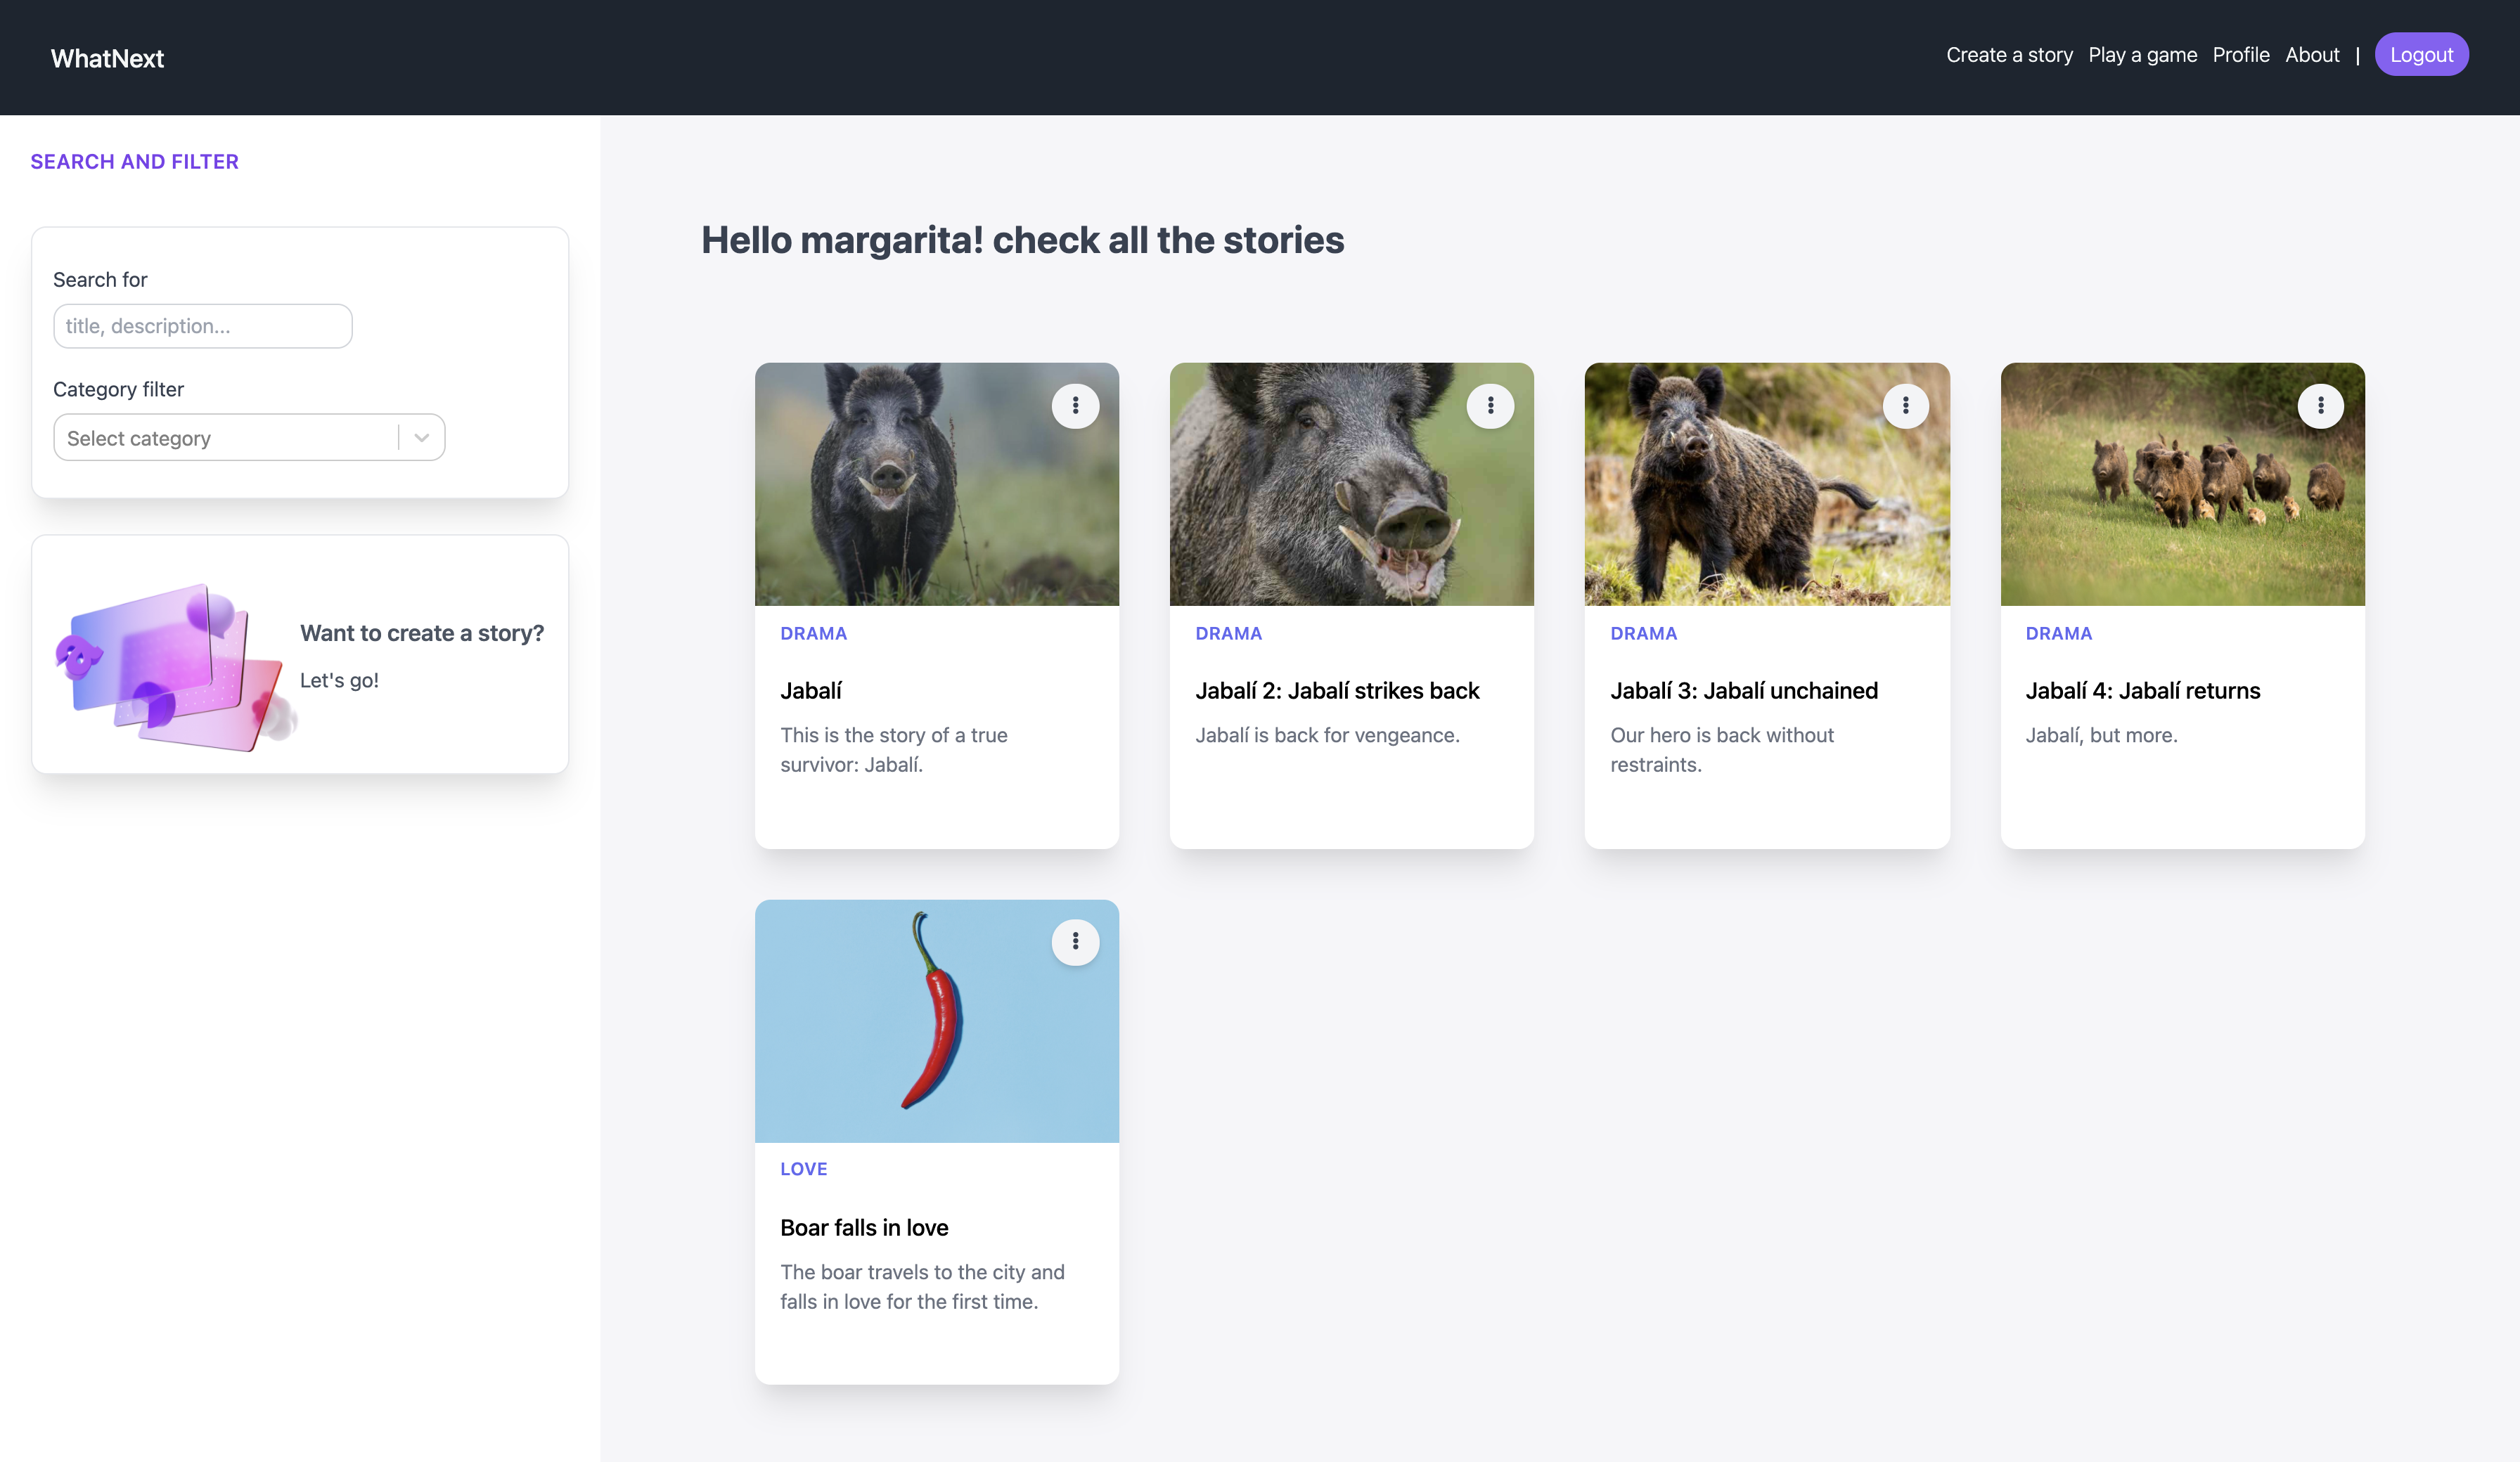 WhatNext
Create a story
Play a game
Profile
About
|
Logout
SEARCH AND FILTER
Search for
title, description...
Category filter
Select category
Want to create a story?
Let's go!
Hello margarita! check all the stories
DRAMA
Jabalí
This is the story of a true
survivor: Jabalí.
DRAMA
Jabalí 2: Jabalí strikes back
Jabalí is back for vengeance.
DRAMA
Jabalí 3: Jabalí unchained
Our hero is back without
restraints.
DRAMA
Jabalí 4: Jabalí returns
Jabalí, but more.
LOVE
Boar falls in love
The boar travels to the city and
falls in love for the first time.